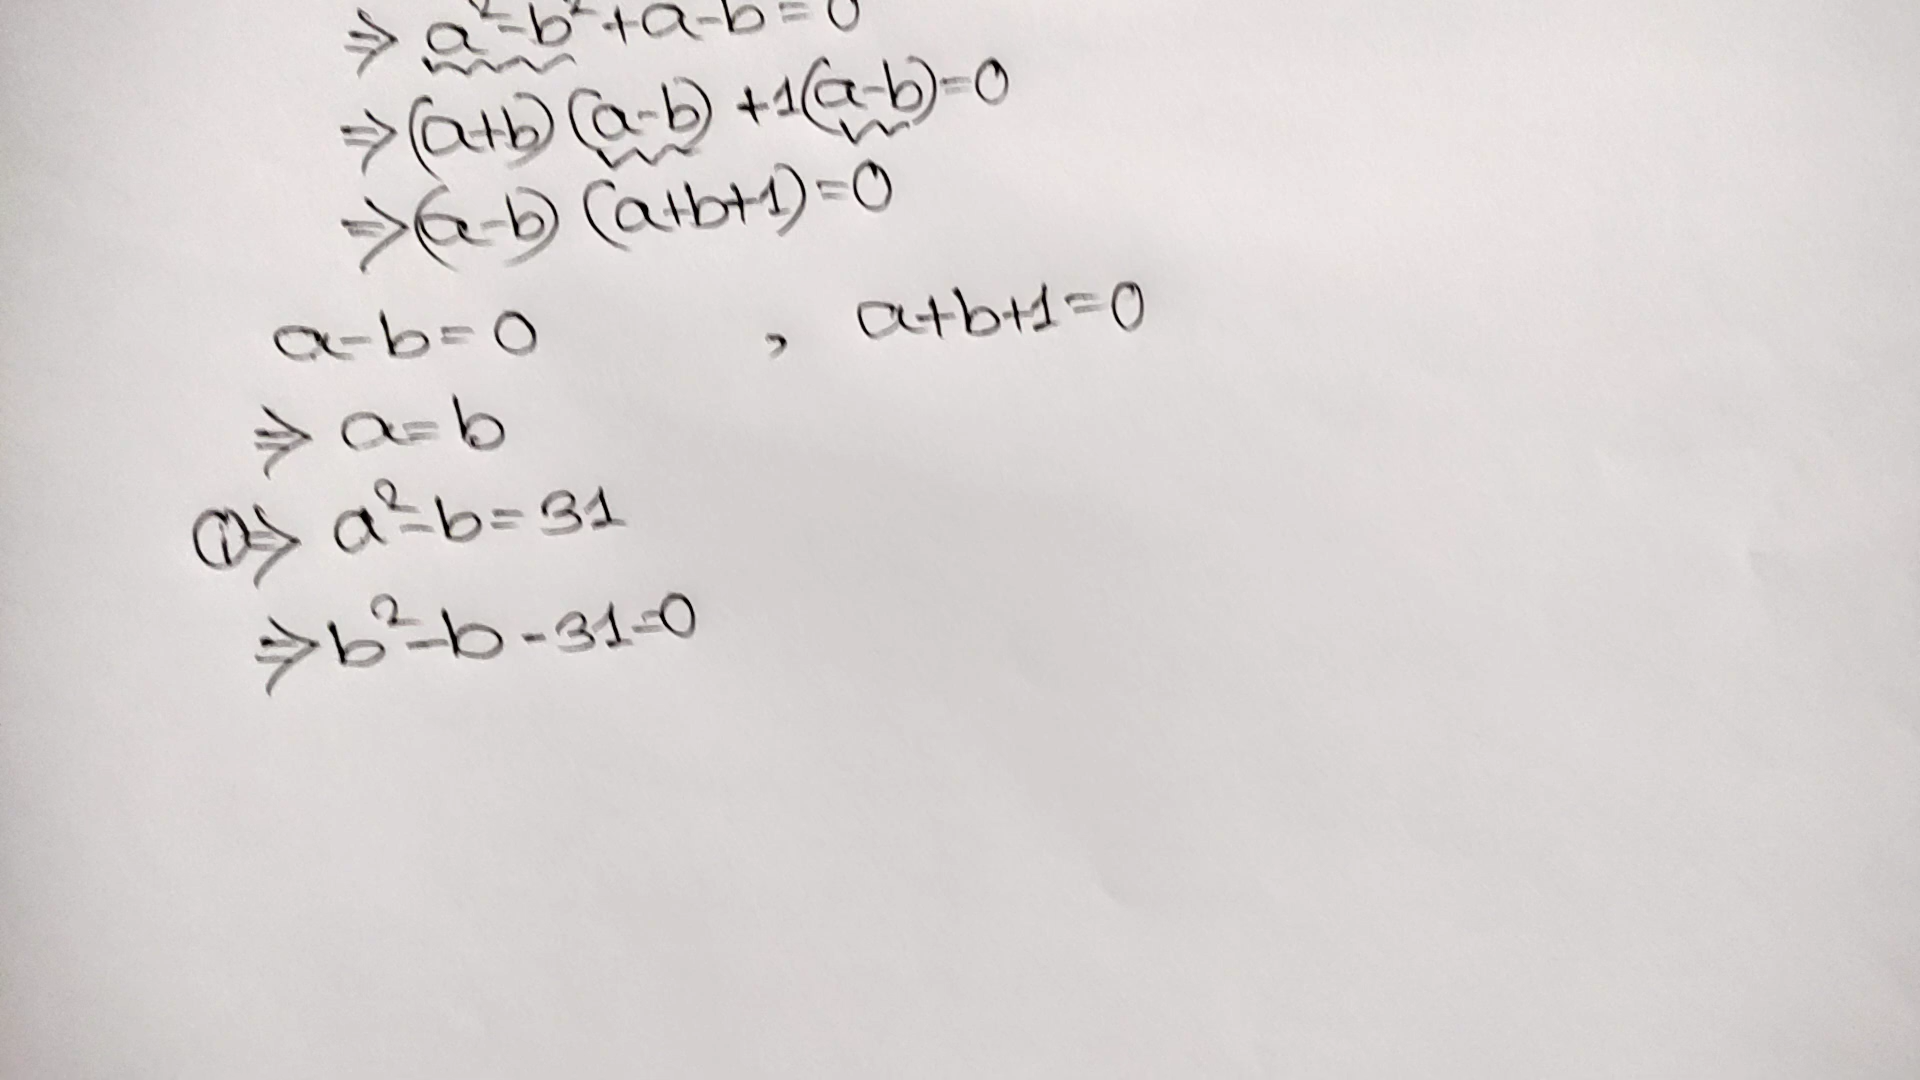 ⇒ a²-b²+a-b=0
⇒(a+b)(a-b)+1(a-b)=0
⇒(a-b)(a+b+1)=0
a-b=0 , a+b+1=0
⇒ a=b
①⇒ a²-b=31
⇒b²-b-31=0